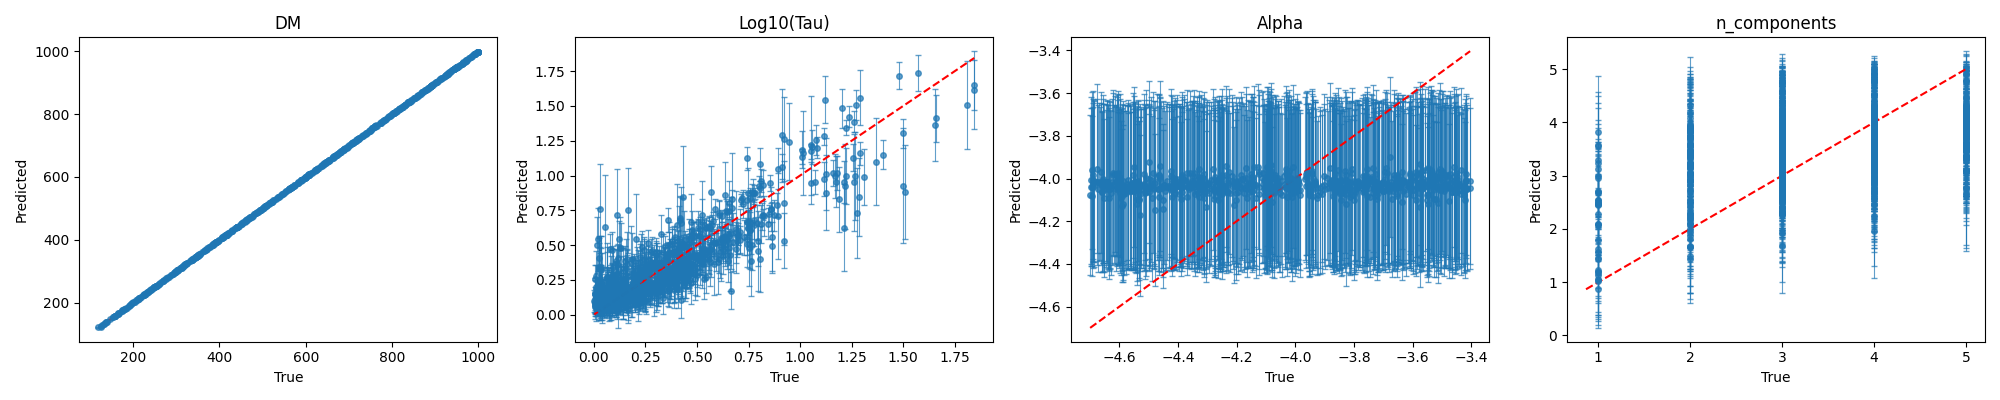 DM
1000
800
600
400
200
Predicted
200 400 600 800 1000
True
Log10(Tau)
1.75
1.50
1.25
1.00
0.75
0.50
0.25
0.00
Predicted
0.00 0.25 0.50 0.75 1.00 1.25 1.50 1.75
True
Alpha
−3.4
−3.6
−3.8
−4.0
−4.2
−4.4
−4.6
Predicted
−4.6 −4.4 −4.2 −4.0 −3.8 −3.6 −3.4
True
n_components
5
4
3
2
1
0
Predicted
1 2 3 4 5
True